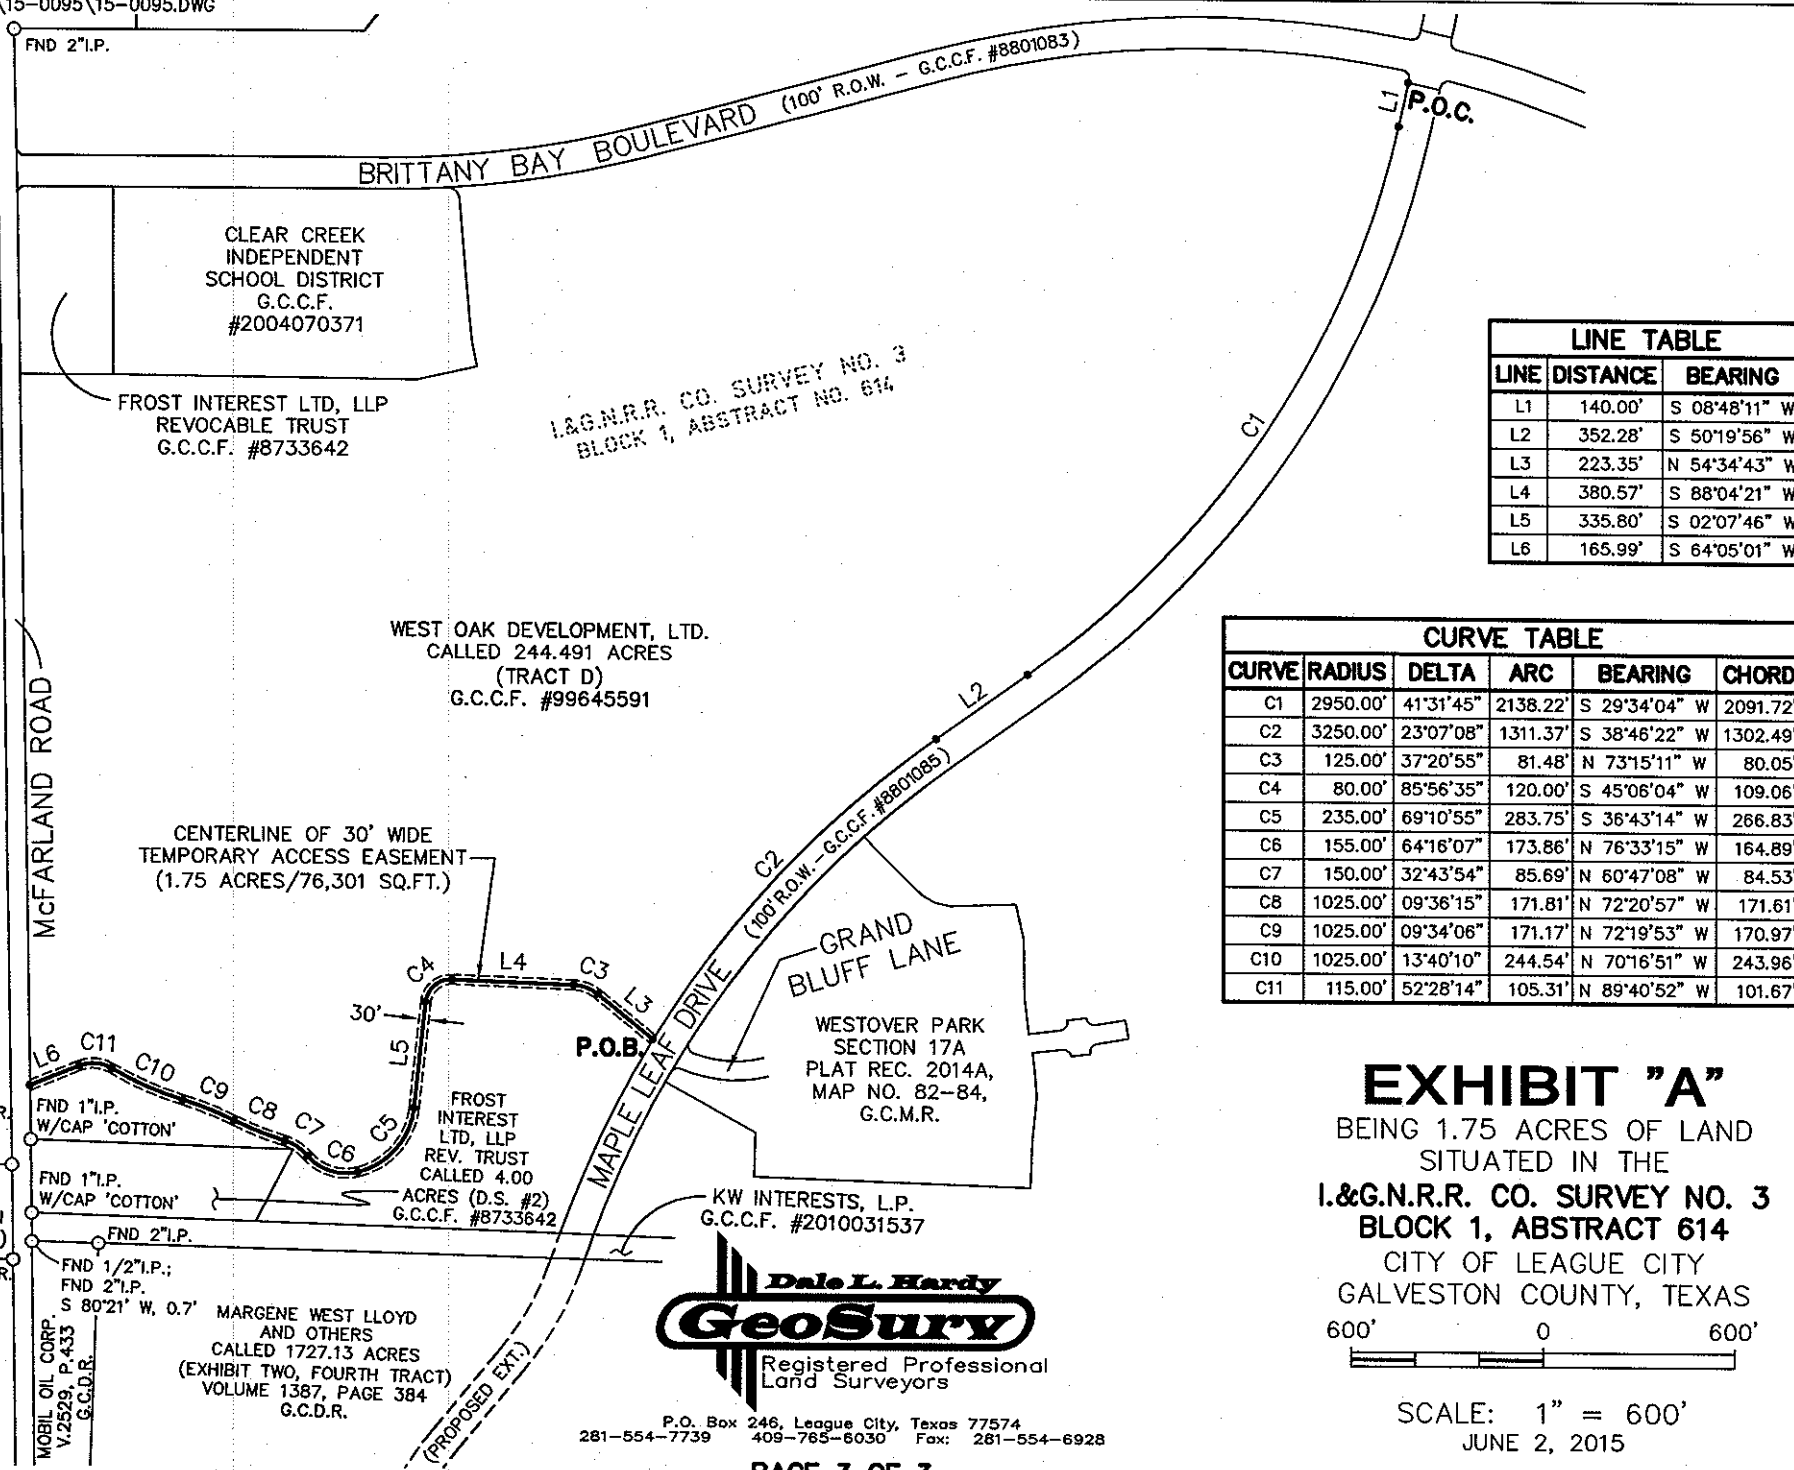 \15-0095\15-0095.DWG
FND 2"I.P.
BRITTANY BAY BOULEVARD (100' R.O.W. - G.C.C.F. #8801083)
L1
P.O.C.
CLEAR CREEK
INDEPENDENT
SCHOOL DISTRICT
G.C.C.F.
#2004070371
FROST INTEREST LTD, LLP
REVOCABLE TRUST
G.C.C.F. #8733642
I.&G.N.R.R. CO. SURVEY NO. 3
BLOCK 1, ABSTRACT NO. 614
C1
LINE TABLE
LINE DISTANCE BEARING
L1 140.00' S 08°48'11" W
L2 352.28' S 50°19'56" W
L3 223.35' N 54°34'43" W
L4 380.57' S 88°04'21" W
L5 335.80' S 02°07'46" W
L6 165.99' S 64°05'01" W
WEST OAK DEVELOPMENT, LTD.
CALLED 244.491 ACRES
(TRACT D)
G.C.C.F. #99645591
L2
McFARLAND ROAD
CURVE TABLE
CURVE RADIUS DELTA ARC BEARING CHORD
C1 2950.00' 41°31'45" 2138.22' S 29°34'04" W 2091.72'
C2 3250.00' 23°07'08" 1311.37' S 38°46'22" W 1302.49'
C3 125.00' 37°20'55" 81.48' N 73°15'11" W 80.05'
C4 80.00' 85°56'35" 120.00' S 45°06'04" W 109.06'
C5 235.00' 69°10'55" 283.75' S 36°43'14" W 266.83'
C6 155.00' 64°16'07" 173.86' N 76°33'15" W 164.89'
C7 150.00' 32°43'54" 85.69' N 60°47'08" W 84.53'
C8 1025.00' 09°36'15" 171.81' N 72°20'57" W 171.61'
C9 1025.00' 09°34'06" 171.17' N 72°19'53" W 170.97'
C10 1025.00' 13°40'10" 244.54' N 70°16'51" W 243.96'
C11 115.00' 52°28'14" 105.31' N 89°40'52" W 101.67'
CENTERLINE OF 30' WIDE
TEMPORARY ACCESS EASEMENT
(1.75 ACRES/76,301 SQ.FT.)
C2
(100' R.O.W. - G.C.C.F. #8801085)
GRAND
BLUFF LANE
C4
L4
C3
L3
30'
L5
P.O.B.
MAPLE LEAF DRIVE
WESTOVER PARK
SECTION 17A
PLAT REC. 2014A,
MAP NO. 82-84,
G.C.M.R.
L6
C11
C10
C9
C8
C7
C6
C5
FND 1"I.P.
W/CAP 'COTTON'
R.
FROST
INTEREST
LTD, LLP
REV. TRUST
CALLED 4.00
ACRES (D.S. #2)
G.C.C.F. #8733642
FND 1"I.P.
W/CAP 'COTTON'
KW INTERESTS, L.P.
G.C.C.F. #2010031537
FND 2"I.P.
FND 1/2"I.P.;
FND 2"I.P.
S 80°21' W, 0.7'
R.
MOBIL OIL CORP.
V.2529, P.433
G.C.D.R.
MARGENE WEST LLOYD
AND OTHERS
CALLED 1727.13 ACRES
(EXHIBIT TWO, FOURTH TRACT)
VOLUME 1387, PAGE 384
G.C.D.R.
(PROPOSED EXT.)
Dale L. Hardy
GeoSurv
Registered Professional
Land Surveyors
P.O. Box 246, League City, Texas 77574
281-554-7739 409-765-6030 Fax: 281-554-6928
PAGE 3 OF 3
EXHIBIT "A"
BEING 1.75 ACRES OF LAND
SITUATED IN THE
I.&G.N.R.R. CO. SURVEY NO. 3
BLOCK 1, ABSTRACT 614
CITY OF LEAGUE CITY
GALVESTON COUNTY, TEXAS
600' 0 600'
SCALE: 1" = 600'
JUNE 2, 2015